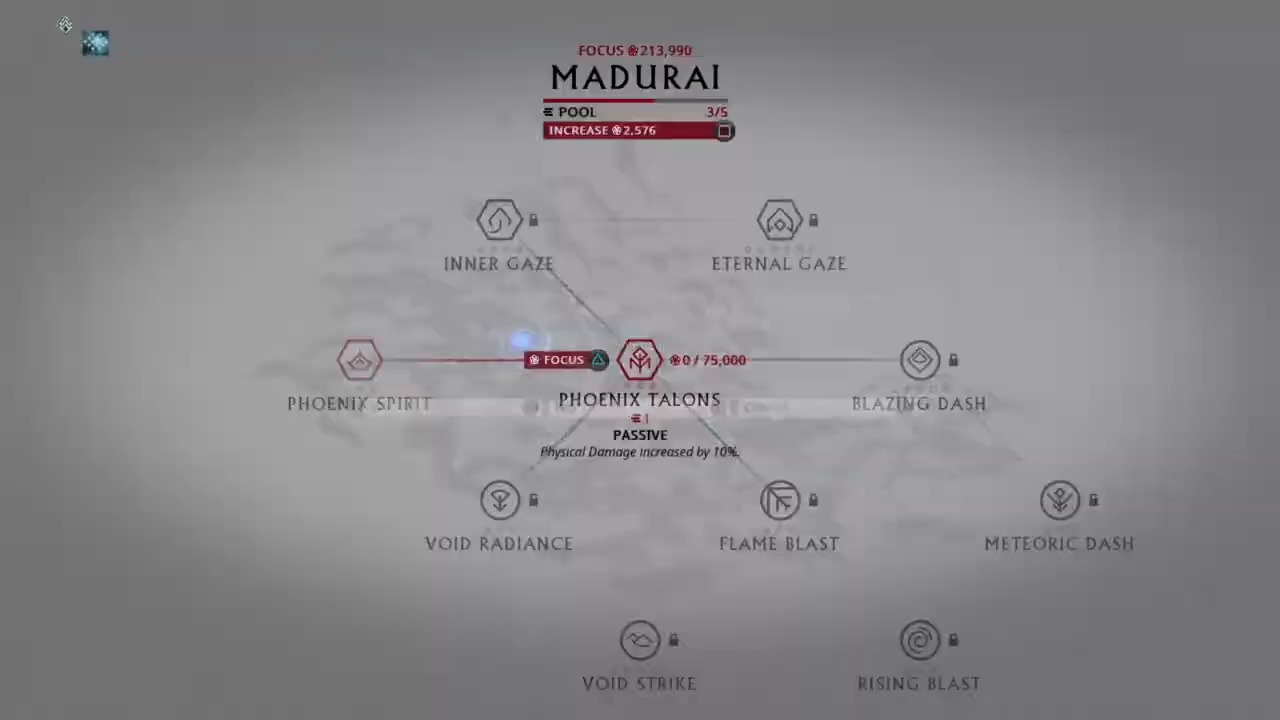 FOCUS 213,990
MADURAI
POOL 3/5
INCREASE 2,576
INNER GAZE
ETERNAL GAZE
FOCUS 0 / 75,000
PHOENIX SPIRIT
PHOENIX TALONS
BLAZING DASH
1
PASSIVE
Physical Damage increased by 10%.
VOID RADIANCE
FLAME BLAST
METEORIC DASH
VOID STRIKE
RISING BLAST